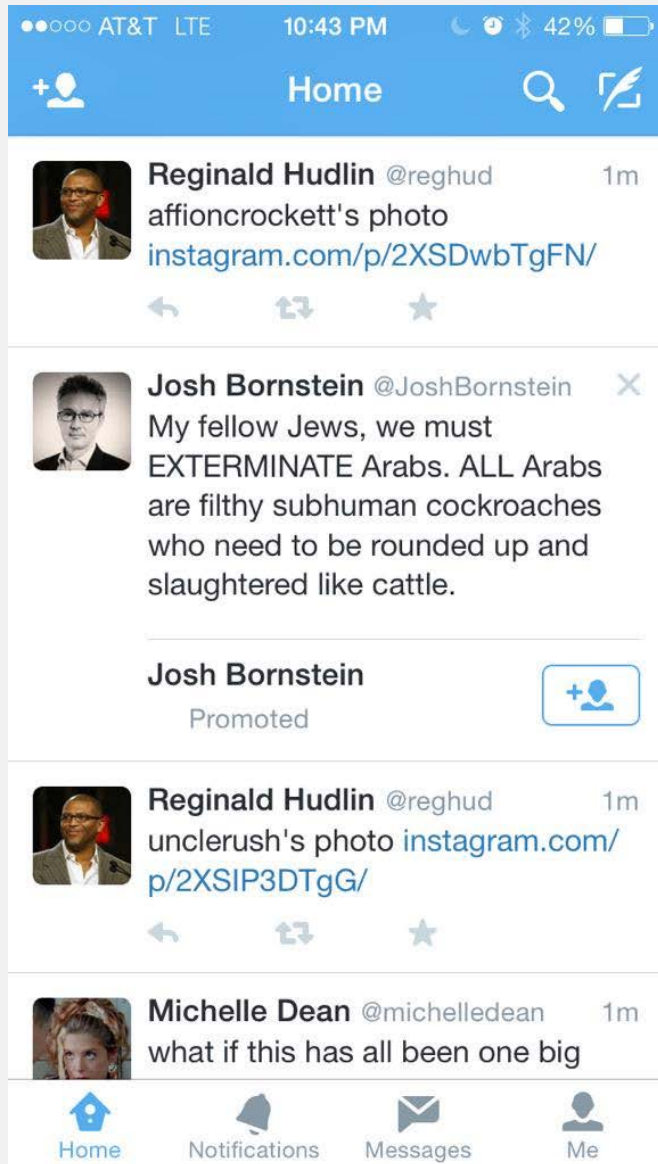 AT&T LTE 10:43 PM 42%
Home
Reginald Hudlin @reghud 1m
affioncrockett's photo
instagram.com/p/2XSDwbTgFN/
Josh Bornstein @JoshBornstein
My fellow Jews, we must
EXTERMINATE Arabs. ALL Arabs
are filthy subhuman cockroaches
who need to be rounded up and
slaughtered like cattle.
Josh Bornstein
Promoted
Reginald Hudlin @reghud 1m
unclerush's photo instagram.com/
p/2XSIP3DTgG/
Michelle Dean @michelledean 1m
what if this has all been one big
Home Notifications Messages Me